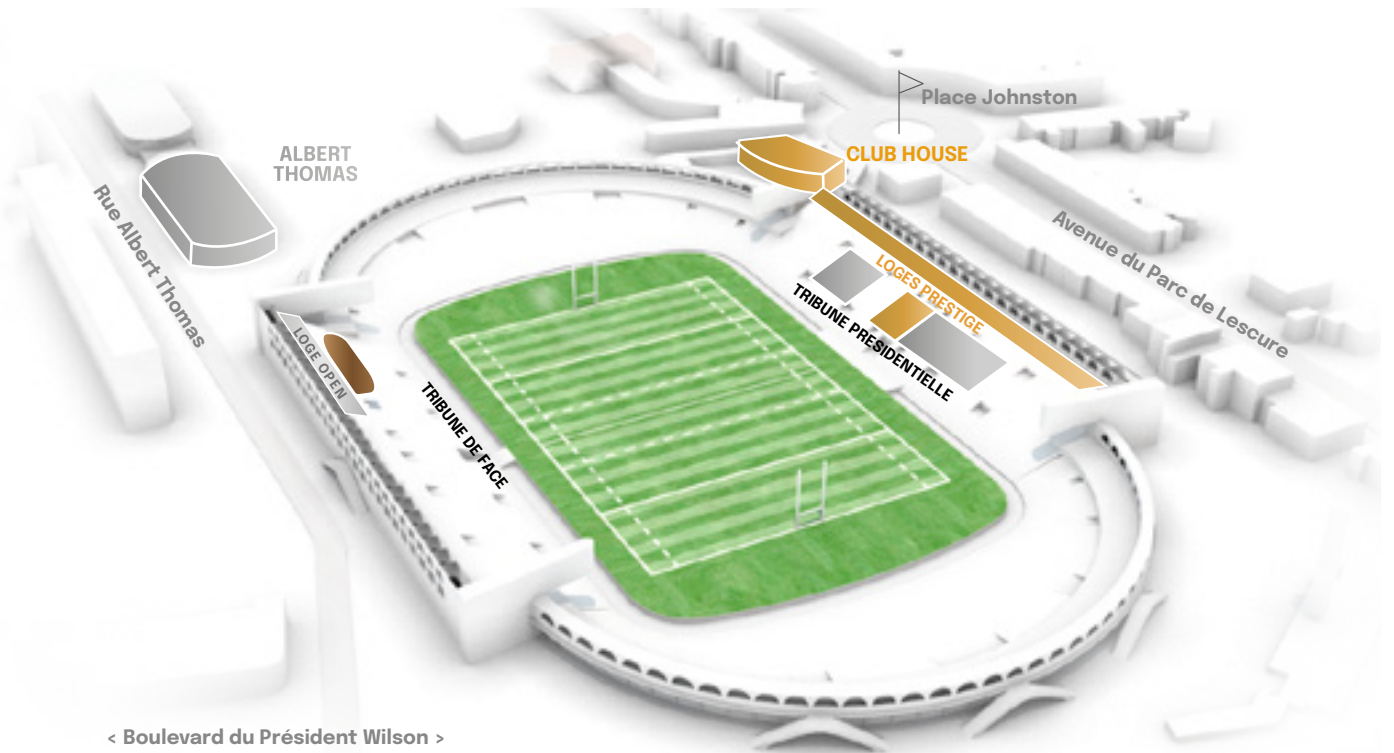 Place Johnston
ALBERT
THOMAS
CLUB HOUSE
Rue Albert Thomas
Avenue du Parc de Lescure
LOGES PRESTIGE
TRIBUNE PRESIDENTIELLE
LOGE OPEN
TRIBUNE DE FACE
< Boulevard du Président Wilson >